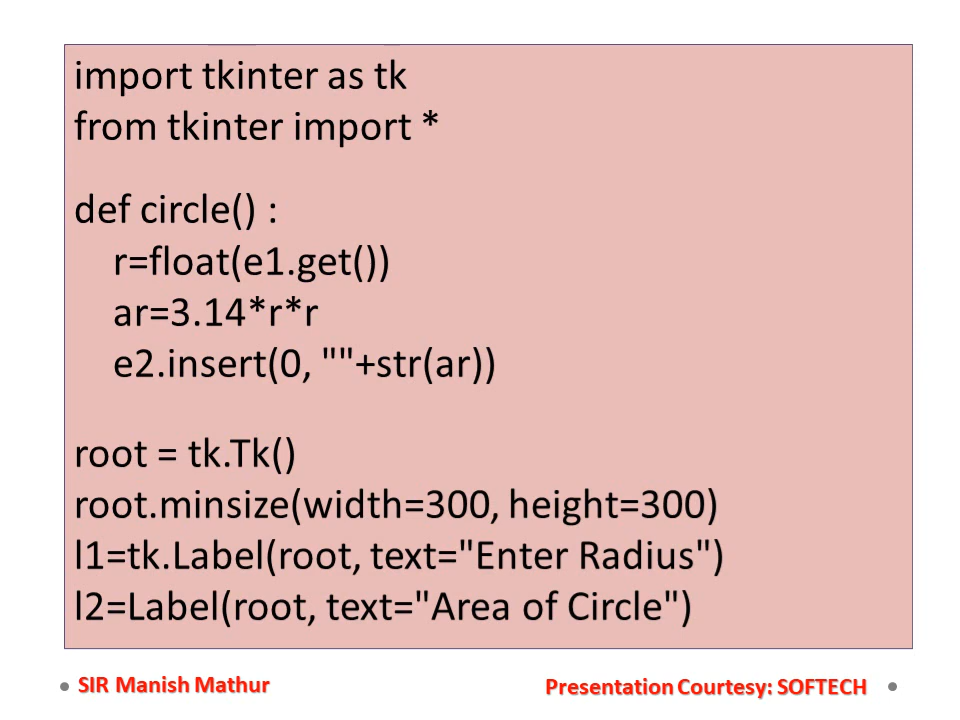 import tkinter as tk
from tkinter import *
def circle() :
r=float(e1.get())
ar=3.14*r*r
e2.insert(0, ""+str(ar))
root = tk.Tk()
root.minsize(width=300, height=300)
l1=tk.Label(root, text="Enter Radius")
l2=Label(root, text="Area of Circle")
SIR Manish Mathur
Presentation Courtesy: SOFTECH